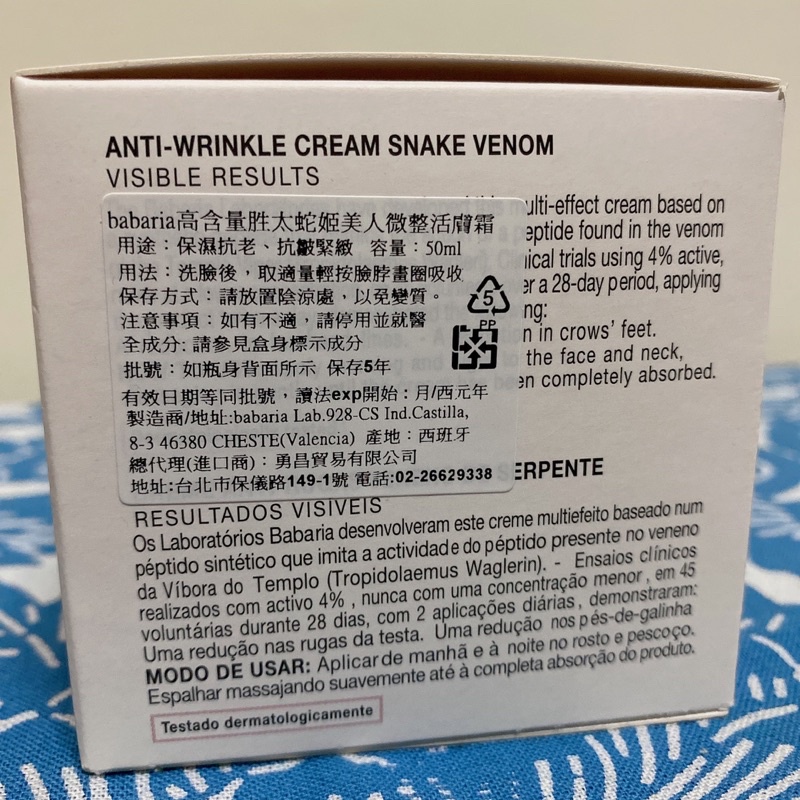 ANTI-WRINKLE CREAM SNAKE VENOM
VISIBLE RESULTS
multi-effect cream based on
peptide found in the venom
Clinical trials using 4% active,
over a 28-day period, applying
n in crows' feet.
and to the face and neck,
been completely absorbed.
babaria高含量胜太蛇姬美人微整活膚霜
用途：保濕抗老、抗皺緊緻 容量：50ml
用法：洗臉後，取適量輕按臉脖畫圈吸收
保存方式：請放置陰涼處，以免變質。
注意事項：如有不適，請停用並就醫
全成分: 請參見盒身標示成分
批號：如瓶身背面所示 保存5年
有效日期等同批號，讀法exp開始：月/西元年
製造商/地址:babaria Lab.928-CS Ind.Castilla,
8-3 46380 CHESTE(Valencia) 產地：西班牙
總代理(進口商)：勇昌貿易有限公司
地址:台北市保儀路149-1號 電話:02-26629338
5
PP
SERPENTE
RESULTADOS VISÍVEIS
Os Laboratórios Babaria desenvolveram este creme multiefeito baseado num
péptido sintético que imita a actividade do péptido presente no veneno
da Víbora do Templo (Tropidolaemus Waglerin). - Ensaios clínicos
realizados com activo 4% , nunca com uma concentração menor , em 45
voluntárias durante 28 dias, com 2 aplicações diárias , demonstraram:
Uma redução nas rugas da testa. Uma redução nos pés-de-galinha
MODO DE USAR: Aplicar de manhã e à noite no rosto e pescoço.
Espalhar massajando suavemente até à completa absorção do produto.
Testado dermatologicamente